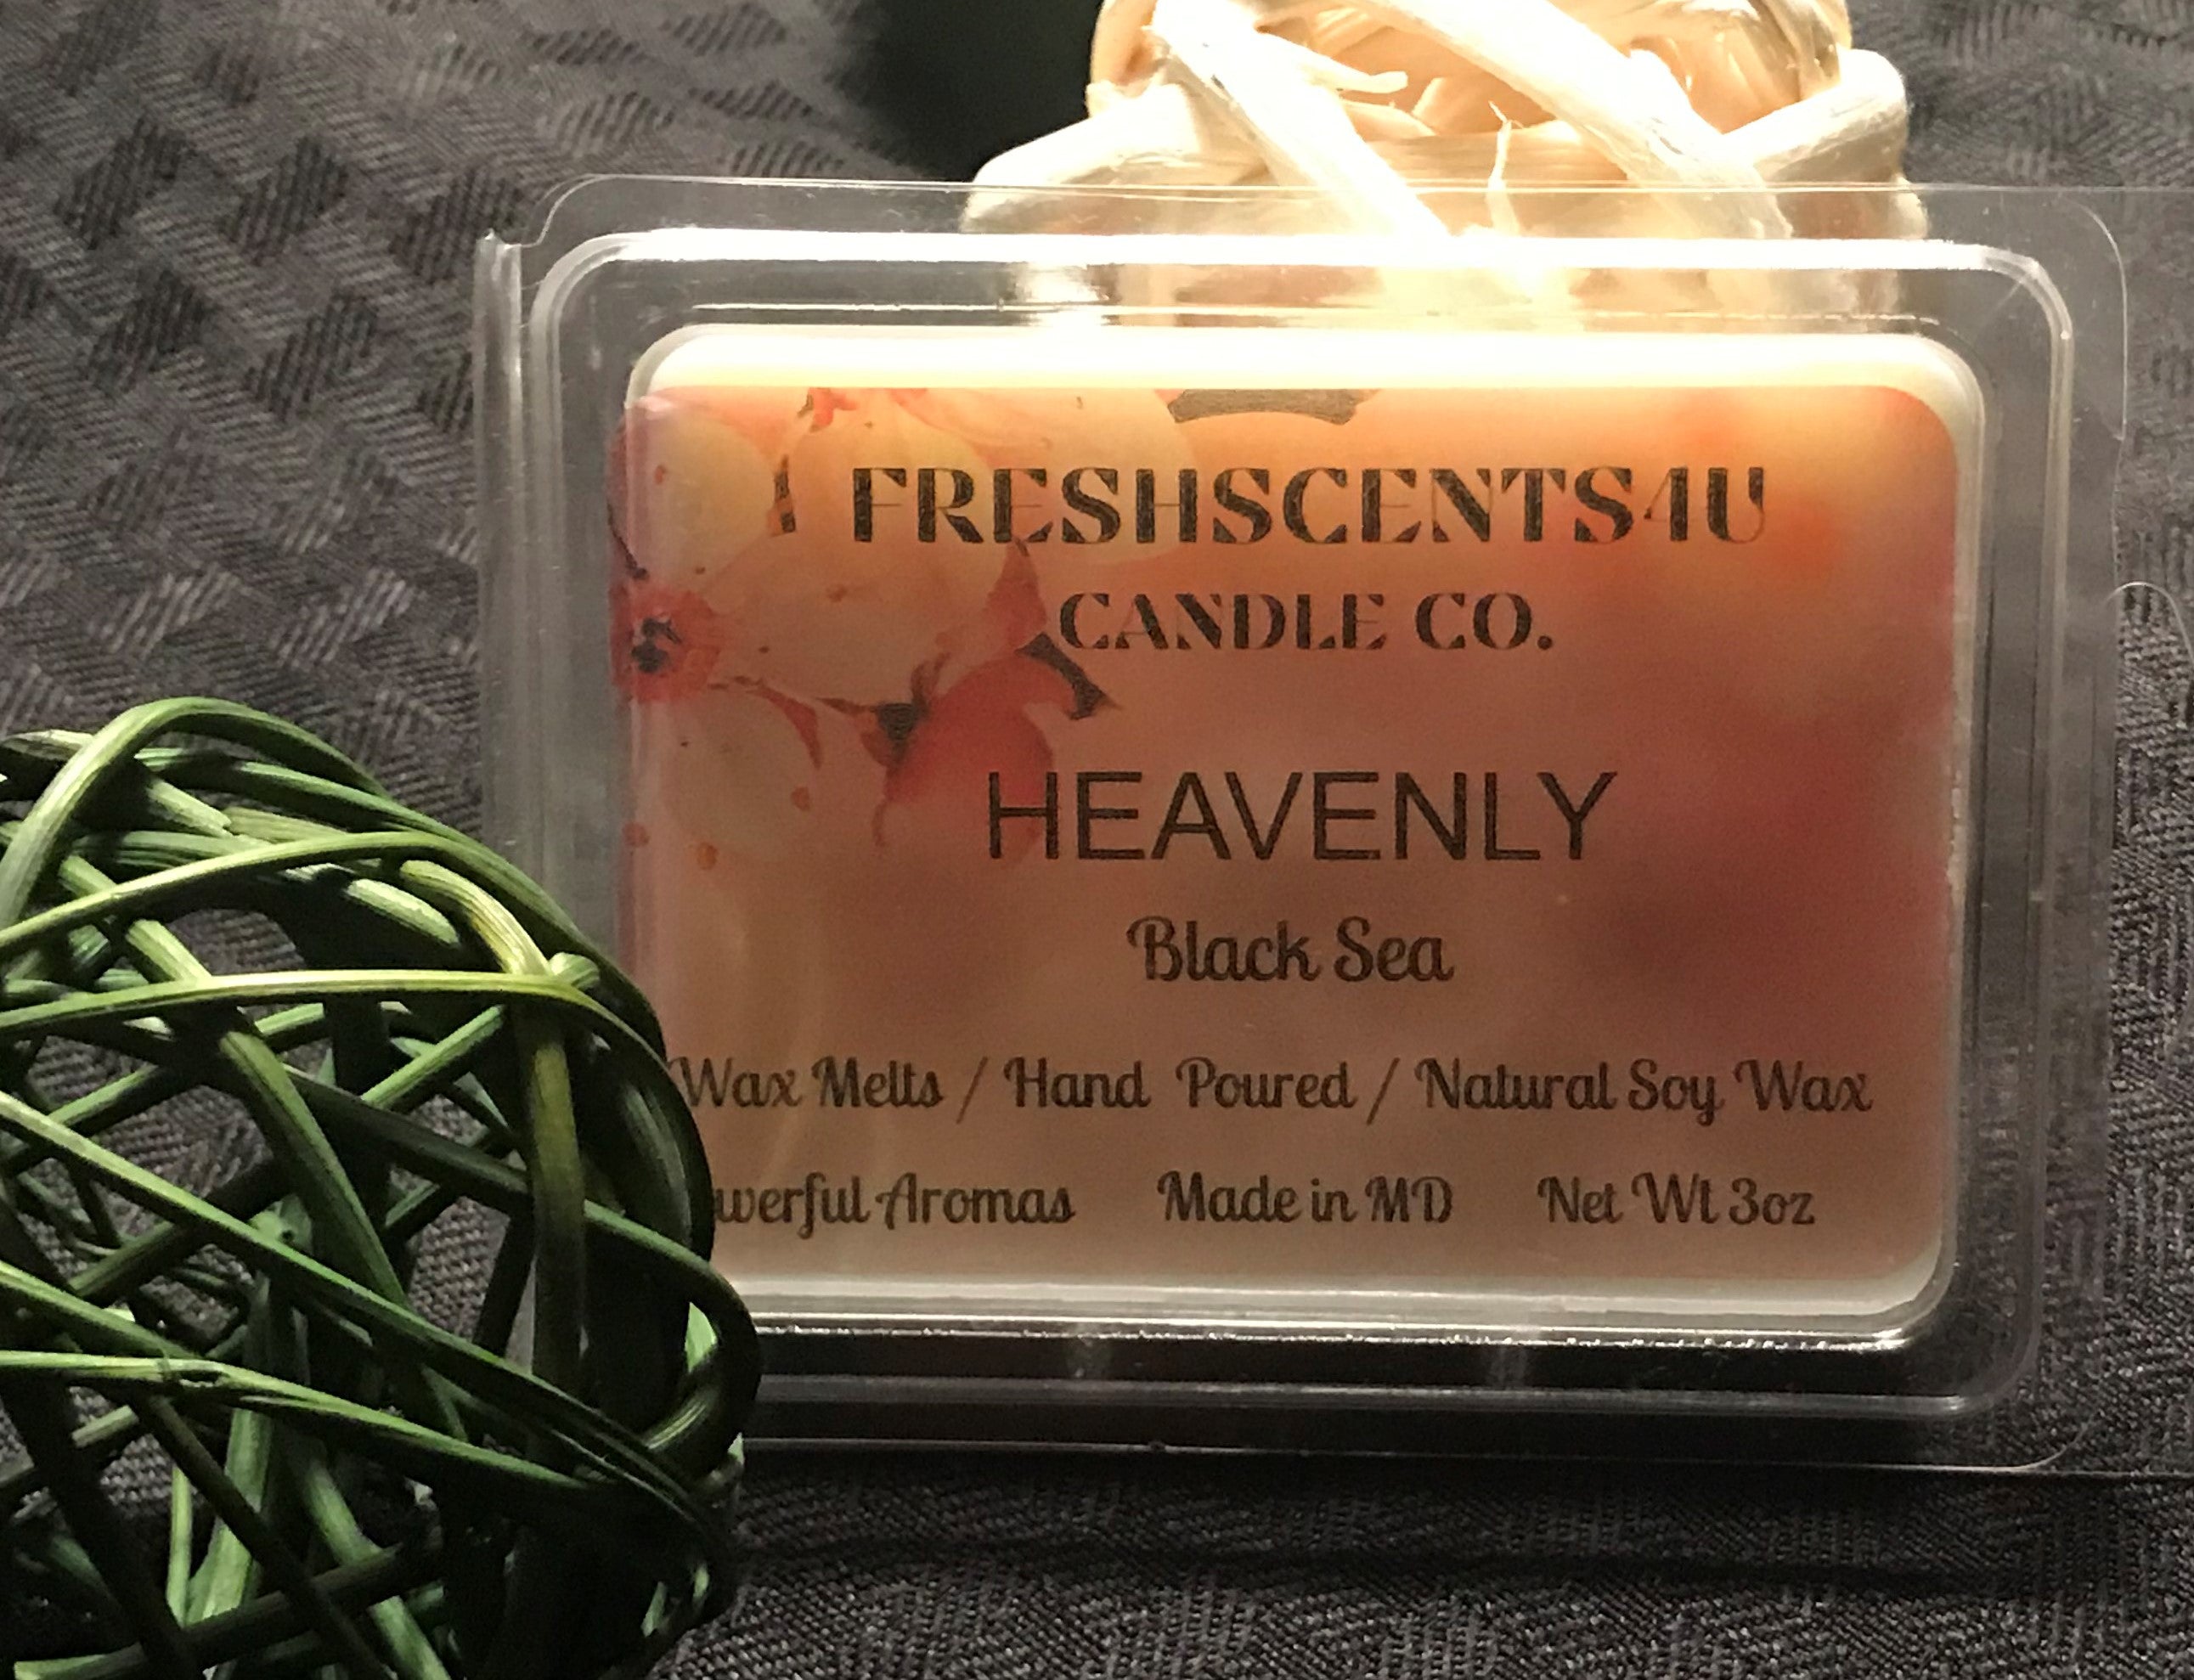 FRESHSCENTS4U
CANDLE CO.
HEAVENLY
Black Sea
Wax Melts / Hand Poured / Natural Soy Wax
Aromas Made in MD Net Wt 3oz